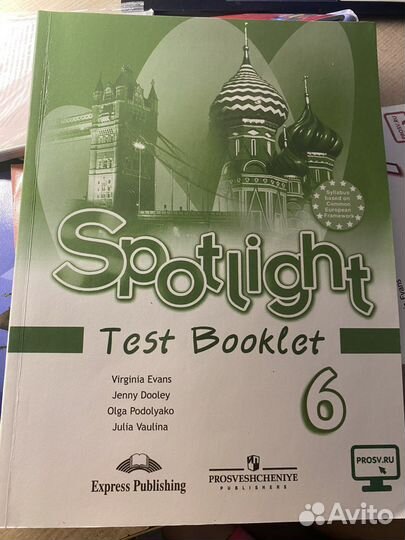 Syllabus
based on
Common
European
Framework
Spotlight
Test Booklet
6
Virginia Evans
Jenny Dooley
Olga Podolyako
Julia Vaulina
Express Publishing
PROSVESHCHENIYE
PUBLISHERS
PROSV.RU
Avito